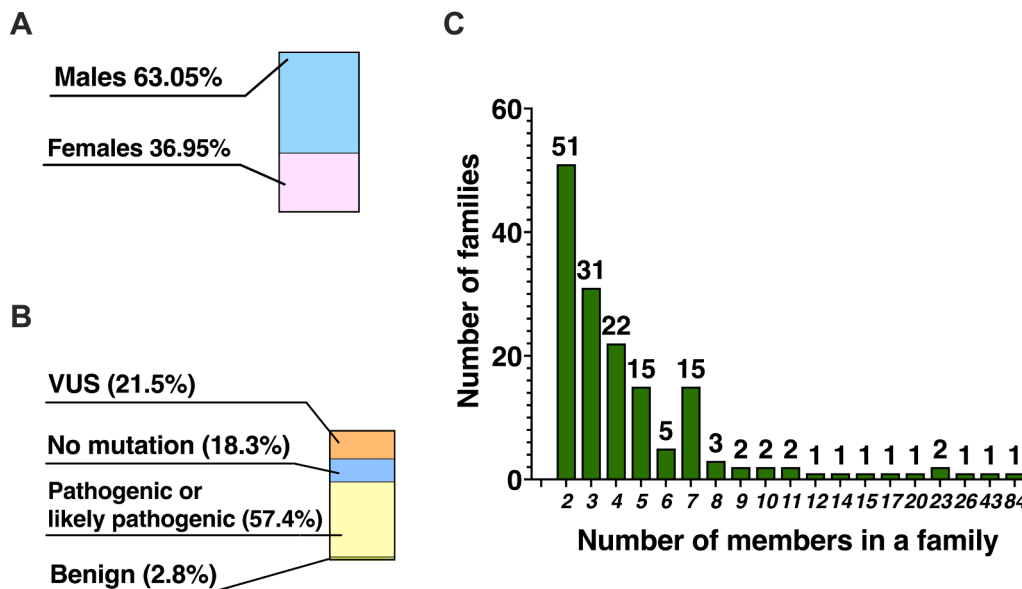 A
Males 63.05%
Females 36.95%
B
VUS (21.5%)
No mutation (18.3%)
Pathogenic or
likely pathogenic (57.4%)
Benign (2.8%)
C
Number of families
60
40
20
0
51
31
22
15
5
15
3
2
2
2
1
1
1
1
1
2
1
1
1
2 3 4 5 6 7 8 9 10 11 12 14 15 17 20 23 26 43 84
Number of members in a family